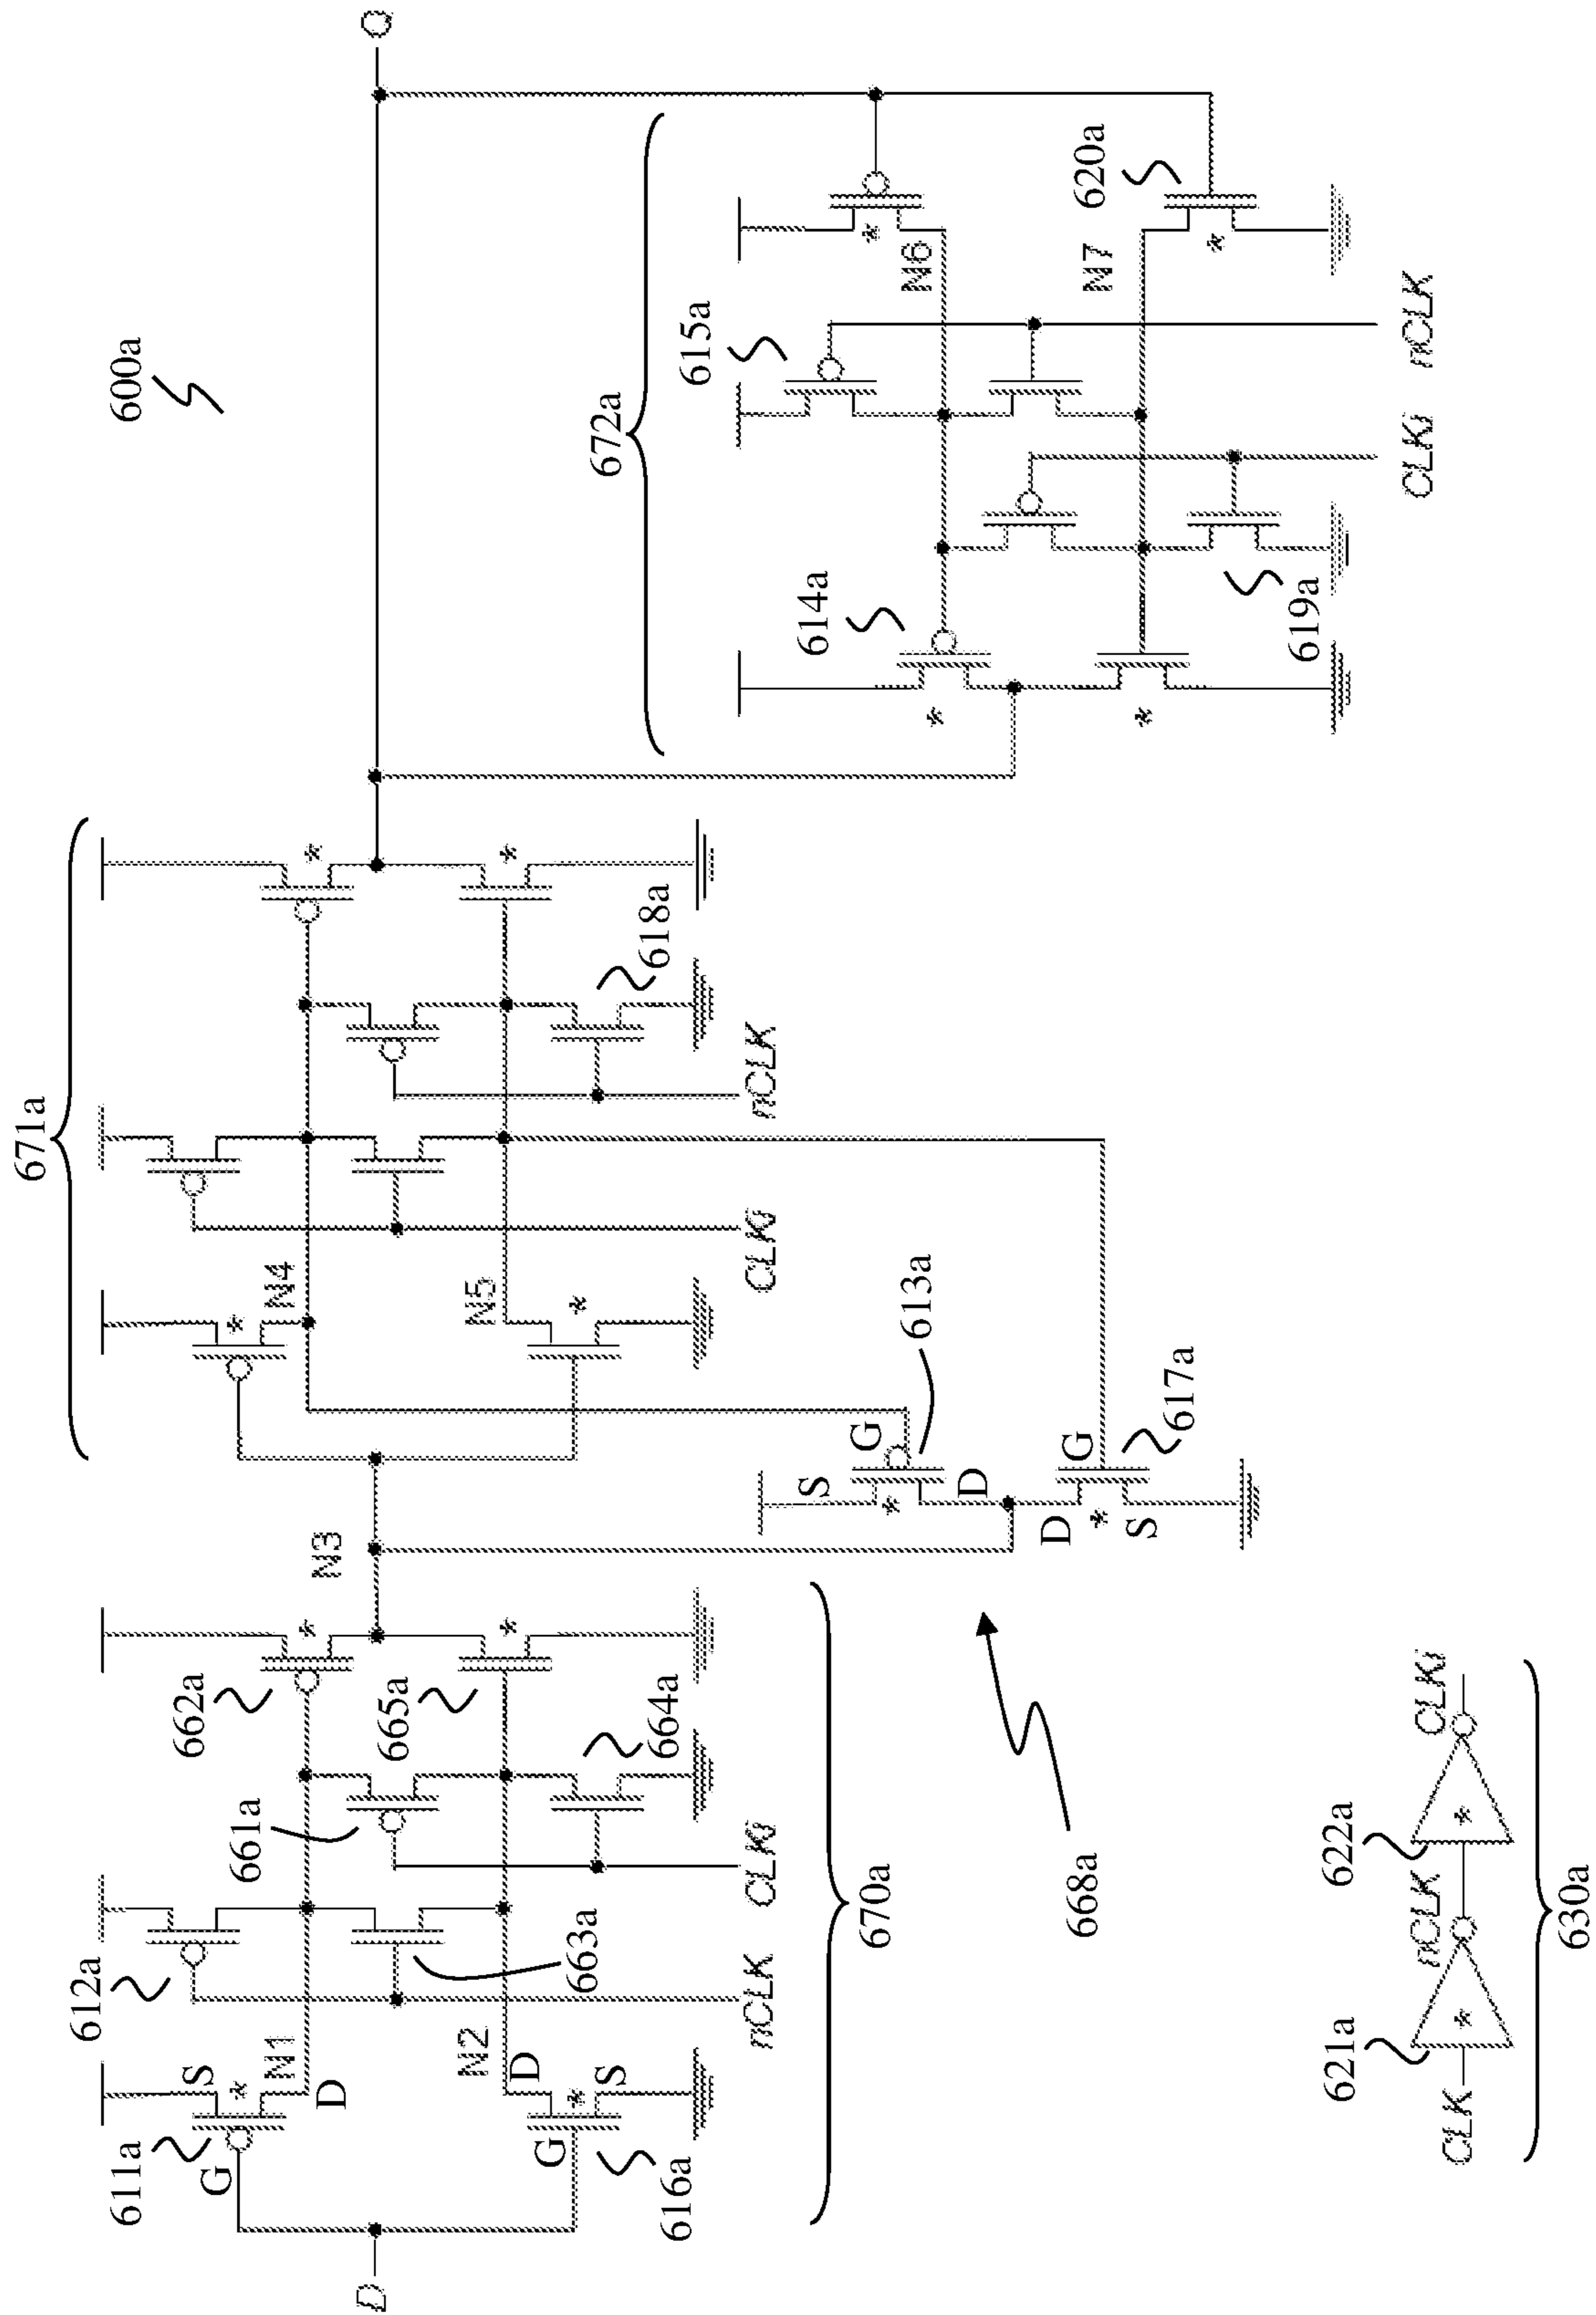 600a
671a
672a
611a
G
S
*
N1
D
612a
661a
662a
*
N3
N4
*
*
Q
D
N2
D
G
*
S
616a
663a
665a
*
664a
N5
*
618a
*
nCLK
CLKi
CLKi
nCLK
670a
668a
S
G
*
D
613a
D
G
*
S
617a
614a
*
*
615a
N6
*
N7
620a
*
619a
CLKi
nCLK
CLK
621a
*
nCLK
622a
*
CLKi
630a